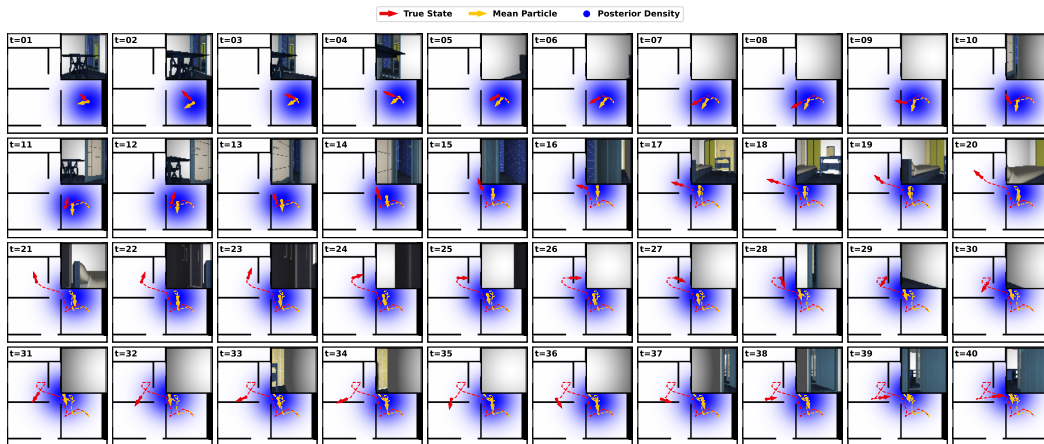 True State Mean Particle Posterior Density
t=01 t=02 t=03 t=04 t=05 t=06 t=07 t=08 t=09 t=10
t=11 t=12 t=13 t=14 t=15 t=16 t=17 t=18 t=19 t=20
t=21 t=22 t=23 t=24 t=25 t=26 t=27 t=28 t=29 t=30
t=31 t=32 t=33 t=34 t=35 t=36 t=37 t=38 t=39 t=40